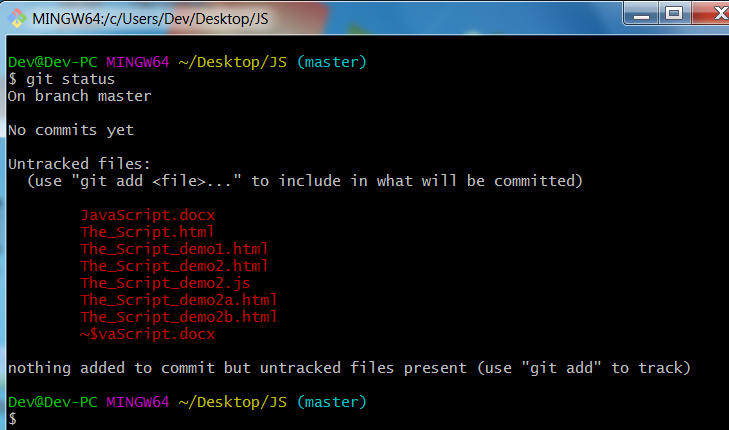 MINGW64:/c/Users/Dev/Desktop/JS
Dev@Dev-PC MINGW64 ~/Desktop/JS (master)
$ git status
On branch master
No commits yet
Untracked files:
(use "git add <file>..." to include in what will be committed)
JavaScript.docx
The_Script.html
The_Script_demo1.html
The_Script_demo2.html
The_Script_demo2.js
The_Script_demo2a.html
The_Script_demo2b.html
~$vaScript.docx
nothing added to commit but untracked files present (use "git add" to track)
Dev@Dev-PC MINGW64 ~/Desktop/JS (master)
$